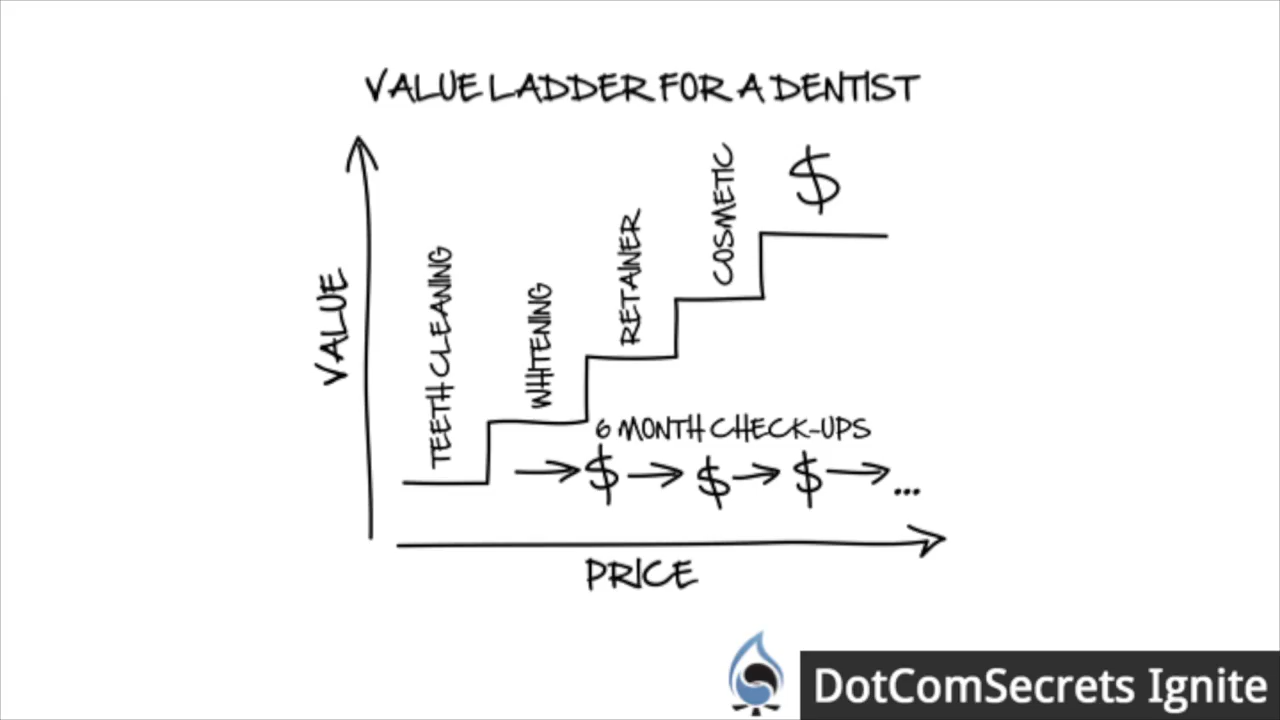 VALUE LADDER FOR A DENTIST
VALUE
TEETH CLEANING
WHITENING
RETAINER
COSMETIC
$
6 MONTH CHECK-UPS
$ $ $ ...
PRICE
DotComSecrets Ignite